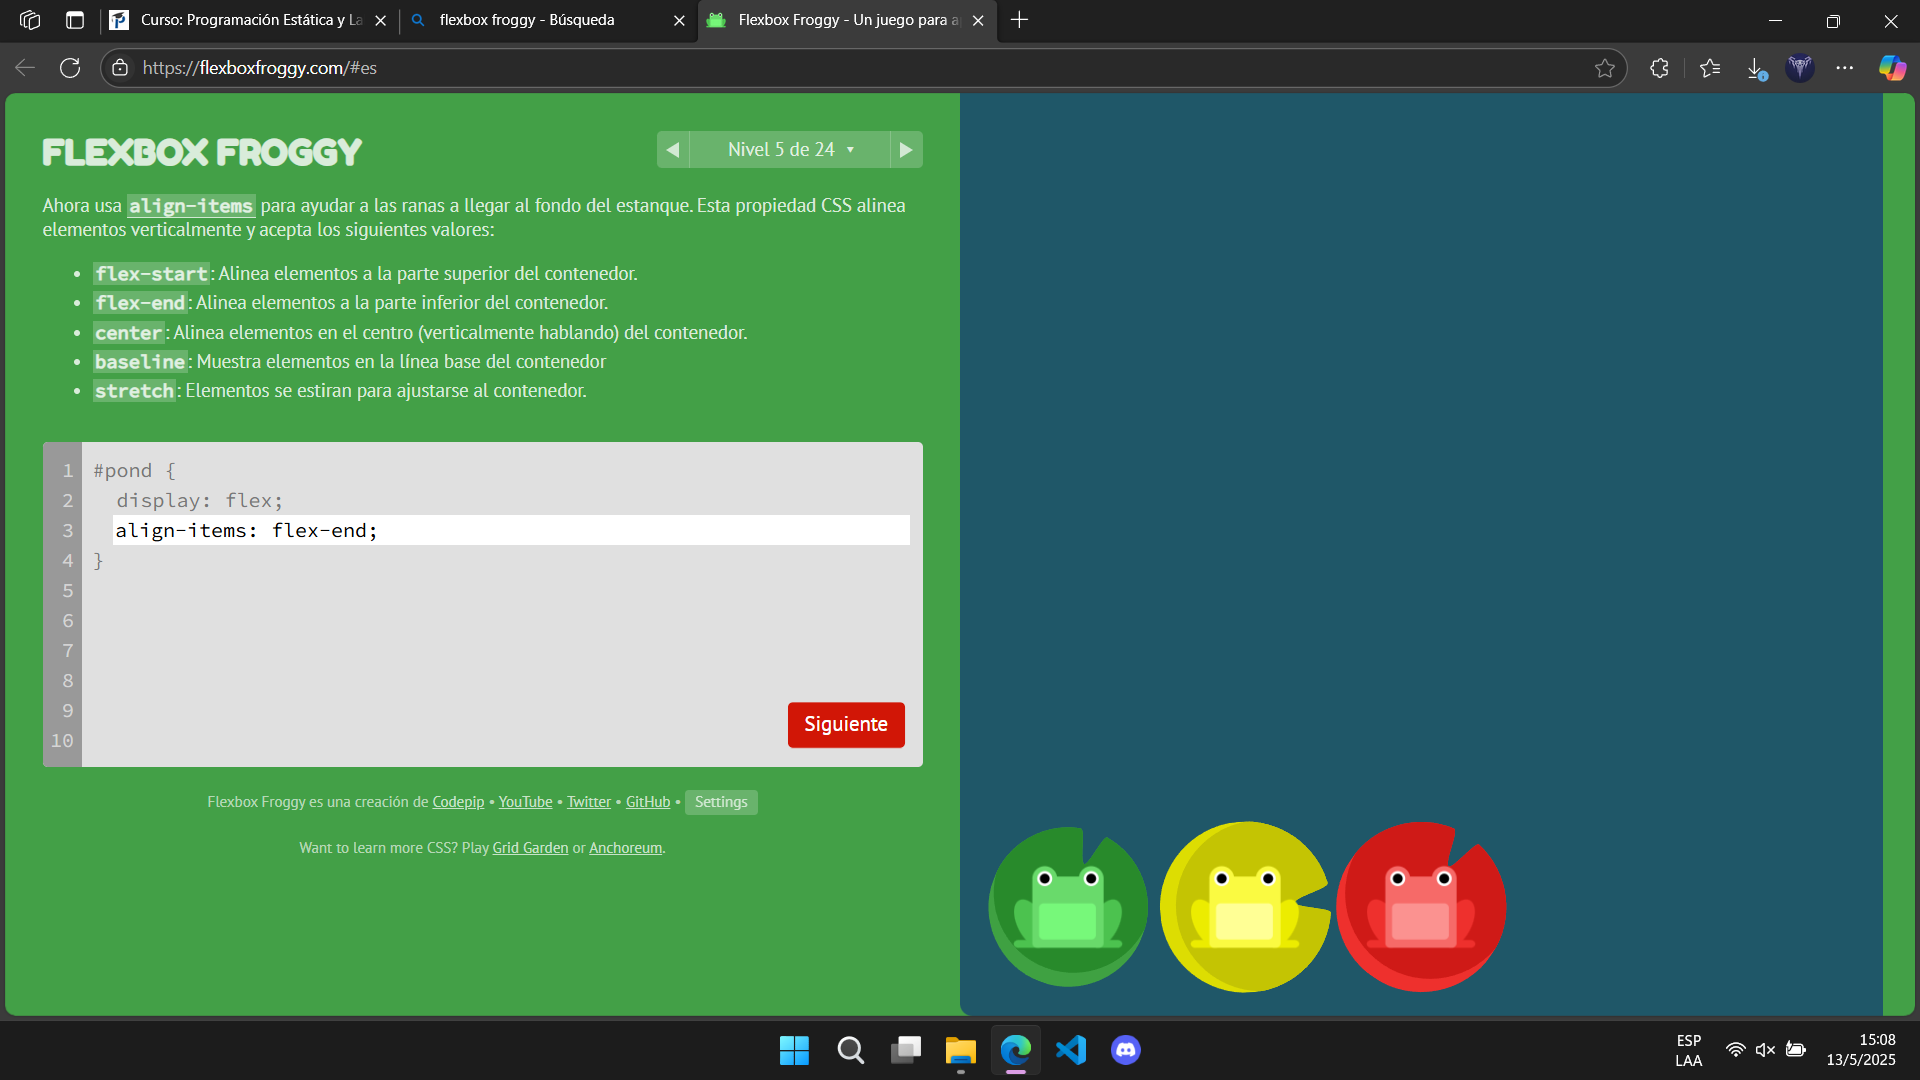 Curso: Programación Estática y La
flexbox froggy - Búsqueda
Flexbox Froggy - Un juego para a
https://flexboxfroggy.com/#es
FLEXBOX FROGGY
Nivel 5 de 24
Ahora usa align-items para ayudar a las ranas a llegar al fondo del estanque. Esta propiedad CSS alinea
elementos verticalmente y acepta los siguientes valores:
• flex-start: Alinea elementos a la parte superior del contenedor.
• flex-end: Alinea elementos a la parte inferior del contenedor.
• center: Alinea elementos en el centro (verticalmente hablando) del contenedor.
• baseline: Muestra elementos en la línea base del contenedor
• stretch: Elementos se estiran para ajustarse al contenedor.
1 #pond {
2 display: flex;
3 align-items: flex-end;
4 }
5
6
7
8
9
10
Siguiente
Flexbox Froggy es una creación de Codepip • YouTube • Twitter • GitHub • Settings
Want to learn more CSS? Play Grid Garden or Anchoreum.
ESP
LAA
15:08
13/5/2025